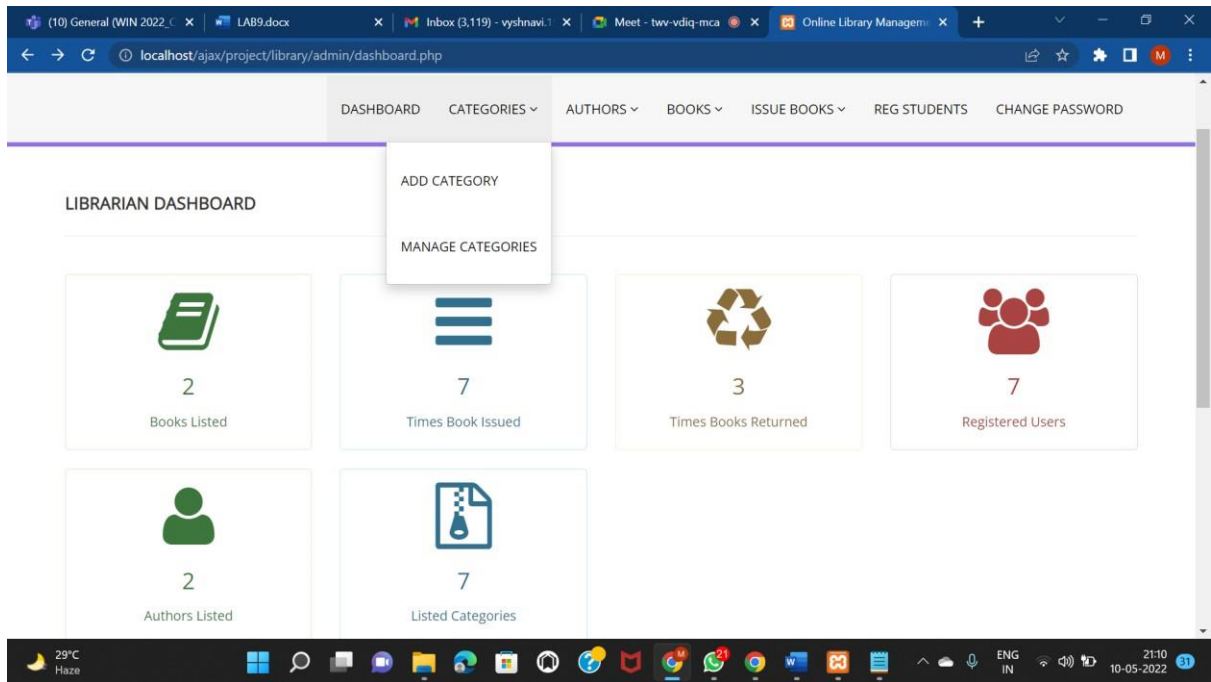 (10) General (WIN 2022_C
LAB9.docx
Inbox (3,119) - vyshnavi.1
Meet - twv-vdiq-mca
Online Library Manageme
localhost/ajax/project/library/admin/dashboard.php
M
DASHBOARD CATEGORIES AUTHORS BOOKS ISSUE BOOKS REG STUDENTS CHANGE PASSWORD
ADD CATEGORY
MANAGE CATEGORIES
LIBRARIAN DASHBOARD
2
Books Listed
7
Times Book Issued
3
Times Books Returned
7
Registered Users
2
Authors Listed
7
Listed Categories
29°C
Haze
M
21
ENG
IN
21:10
10-05-2022
31